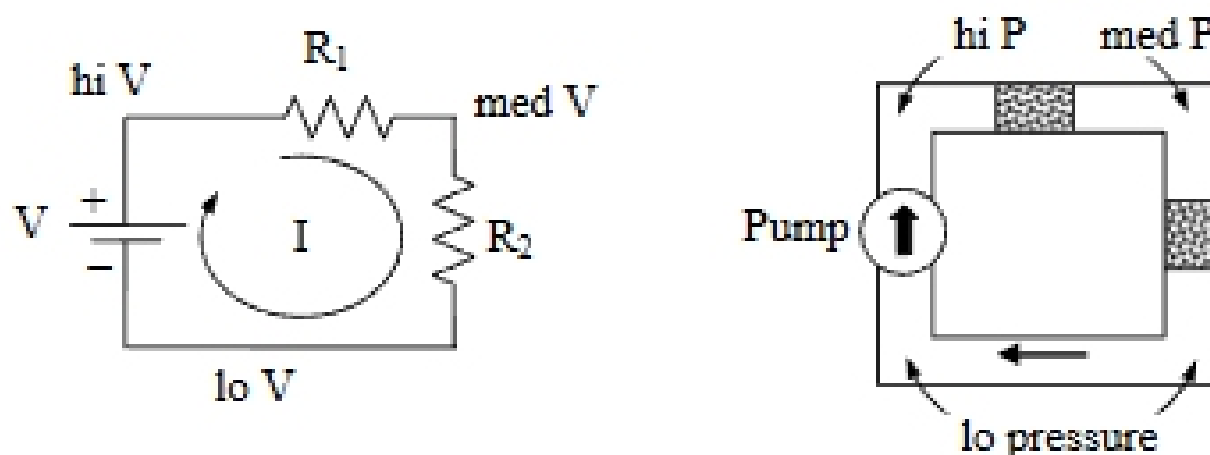 hi V
R₁
med V
V
+
−
I
R₂
lo V
hi P
med P
Pump
lo pressure